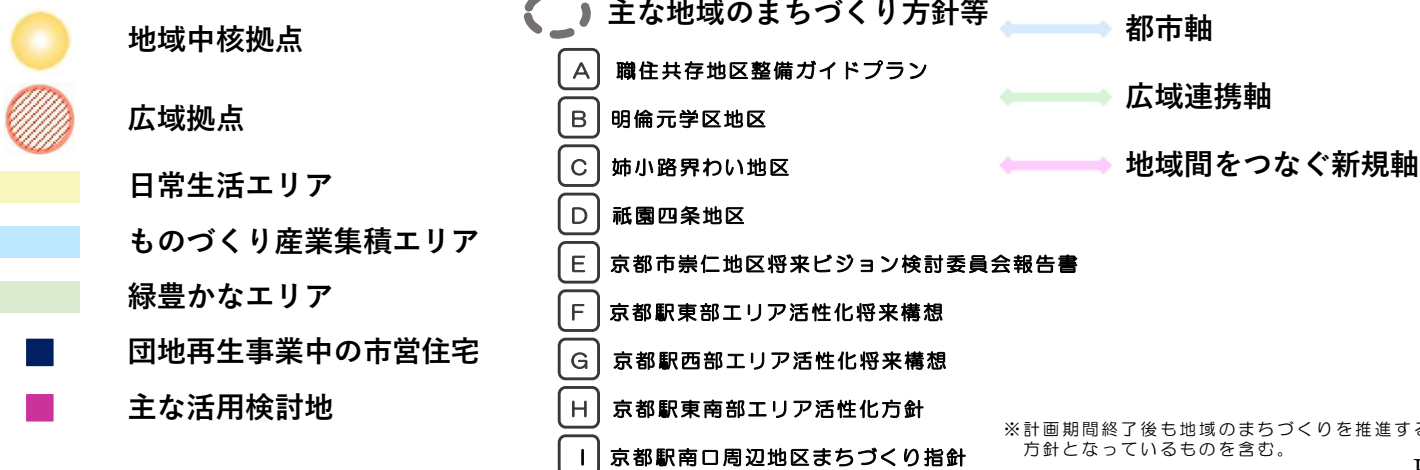 地域中核拠点
広域拠点
日常生活エリア
ものづくり産業集積エリア
緑豊かなエリア
団地再生事業中の市営住宅
主な活用検討地
主な地域のまちづくり方針等
A 職住共存地区整備ガイドプラン
B 明倫元学区地区
C 姉小路界わい地区
D 祇園四条地区
E 京都市崇仁地区将来ビジョン検討委員会報告書
F 京都駅東部エリア活性化将来構想
G 京都駅西部エリア活性化将来構想
H 京都駅東南部エリア活性化方針
I 京都駅南口周辺地区まちづくり指針
都市軸
広域連携軸
地域間をつなぐ新規軸
※計画期間終了後も地域のまちづくりを推進する
方針となっているものを含む。